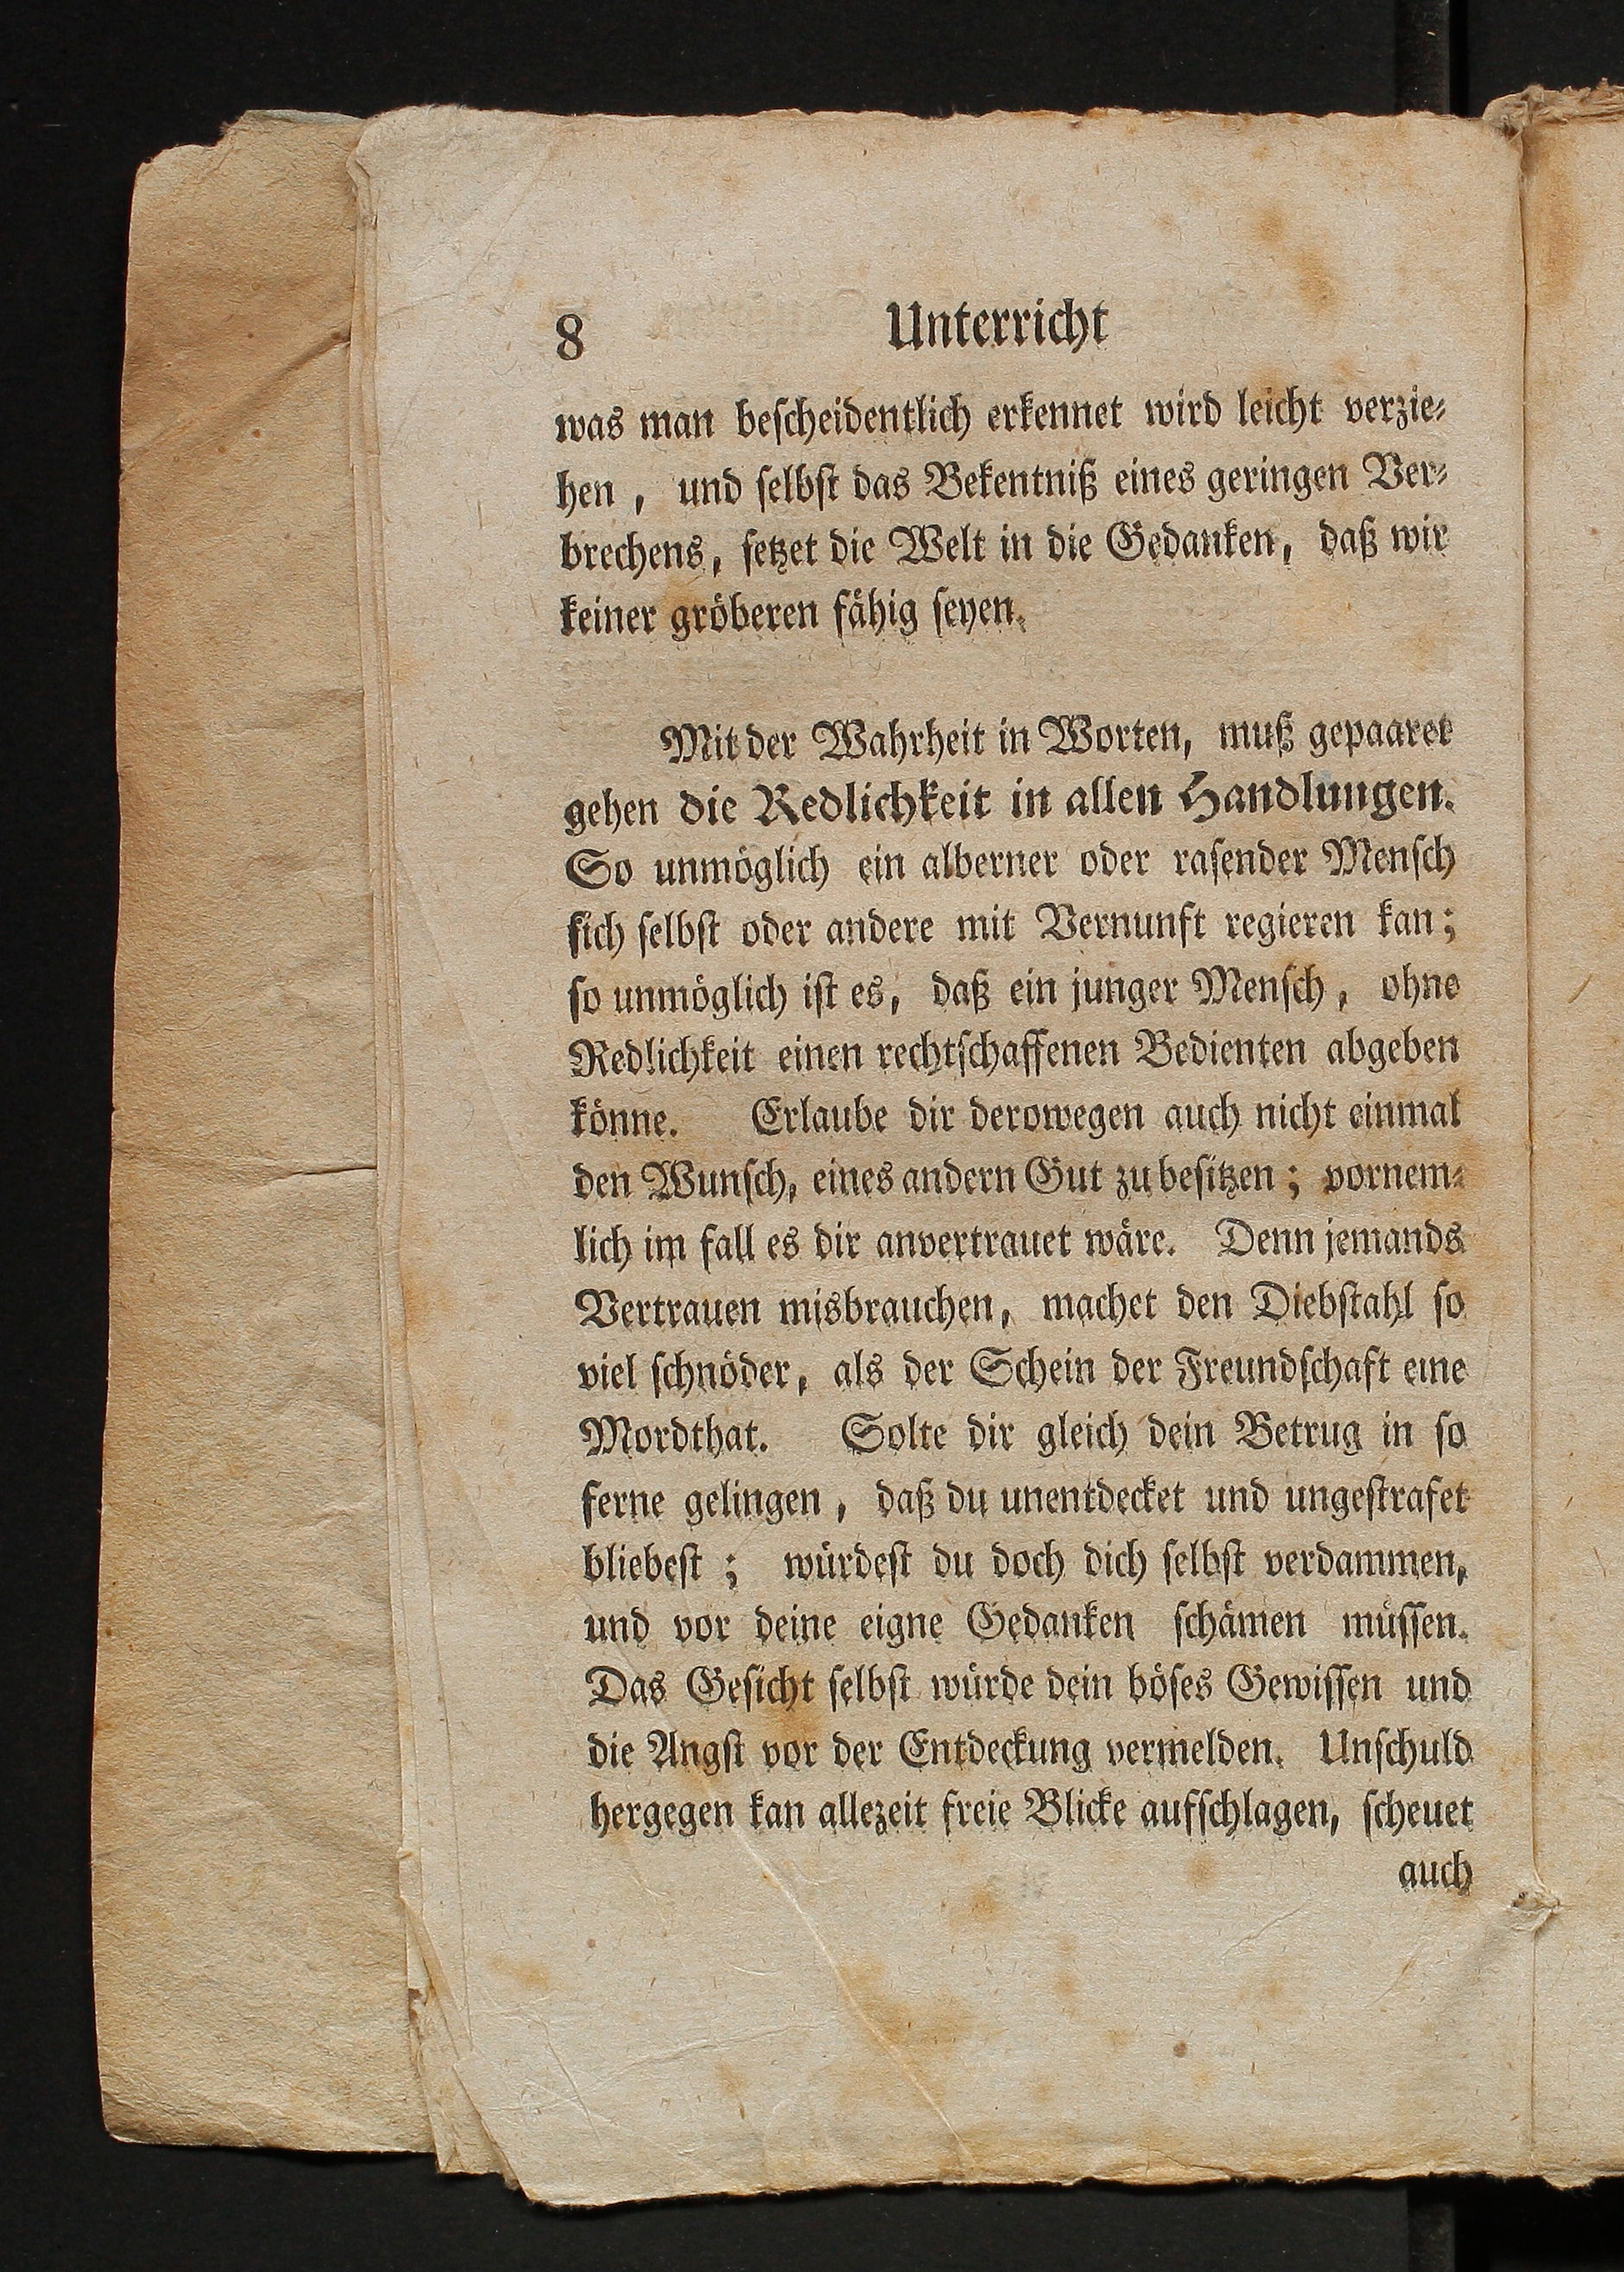 8 Unterricht
was man bescheidentlich erkennet wird leicht verzie-
hen, und selbst das Bekentniß eines geringen Ver-
brechens, setzet die Welt in die Gedanken, daß wir
keiner gröberen fähig seyen.
Mit der Wahrheit in Worten, muß gepaaret
gehen die Redlichkeit in allen Handlungen.
So unmöglich ein alberner oder rasender Mensch
sich selbst oder andere mit Vernunft regieren kan;
so unmöglich ist es, daß ein junger Mensch, ohne
Redlichkeit einen rechtschaffenen Bedienten abgeben
könne. Erlaube dir derowegen auch nicht einmal
den Wunsch, eines andern Gut zu besitzen; vornem-
lich im fall es dir anvertrauet wäre. Denn jemands
Vertrauen misbrauchen, machet den Diebstahl so
viel schnöder, als der Schein der Freundschaft eine
Mordthat. Solte dir gleich dein Betrug in so
ferne gelingen, daß du unentdecket und ungestrafet
bliebest; würdest du doch dich selbst verdammen,
und vor deine eigne Gedanken schämen müssen.
Das Gesicht selbst würde dein böses Gewissen und
die Angst vor der Entdeckung vermelden. Unschuld
hergegen kan allezeit freie Blicke aufschlagen, scheuet
auch